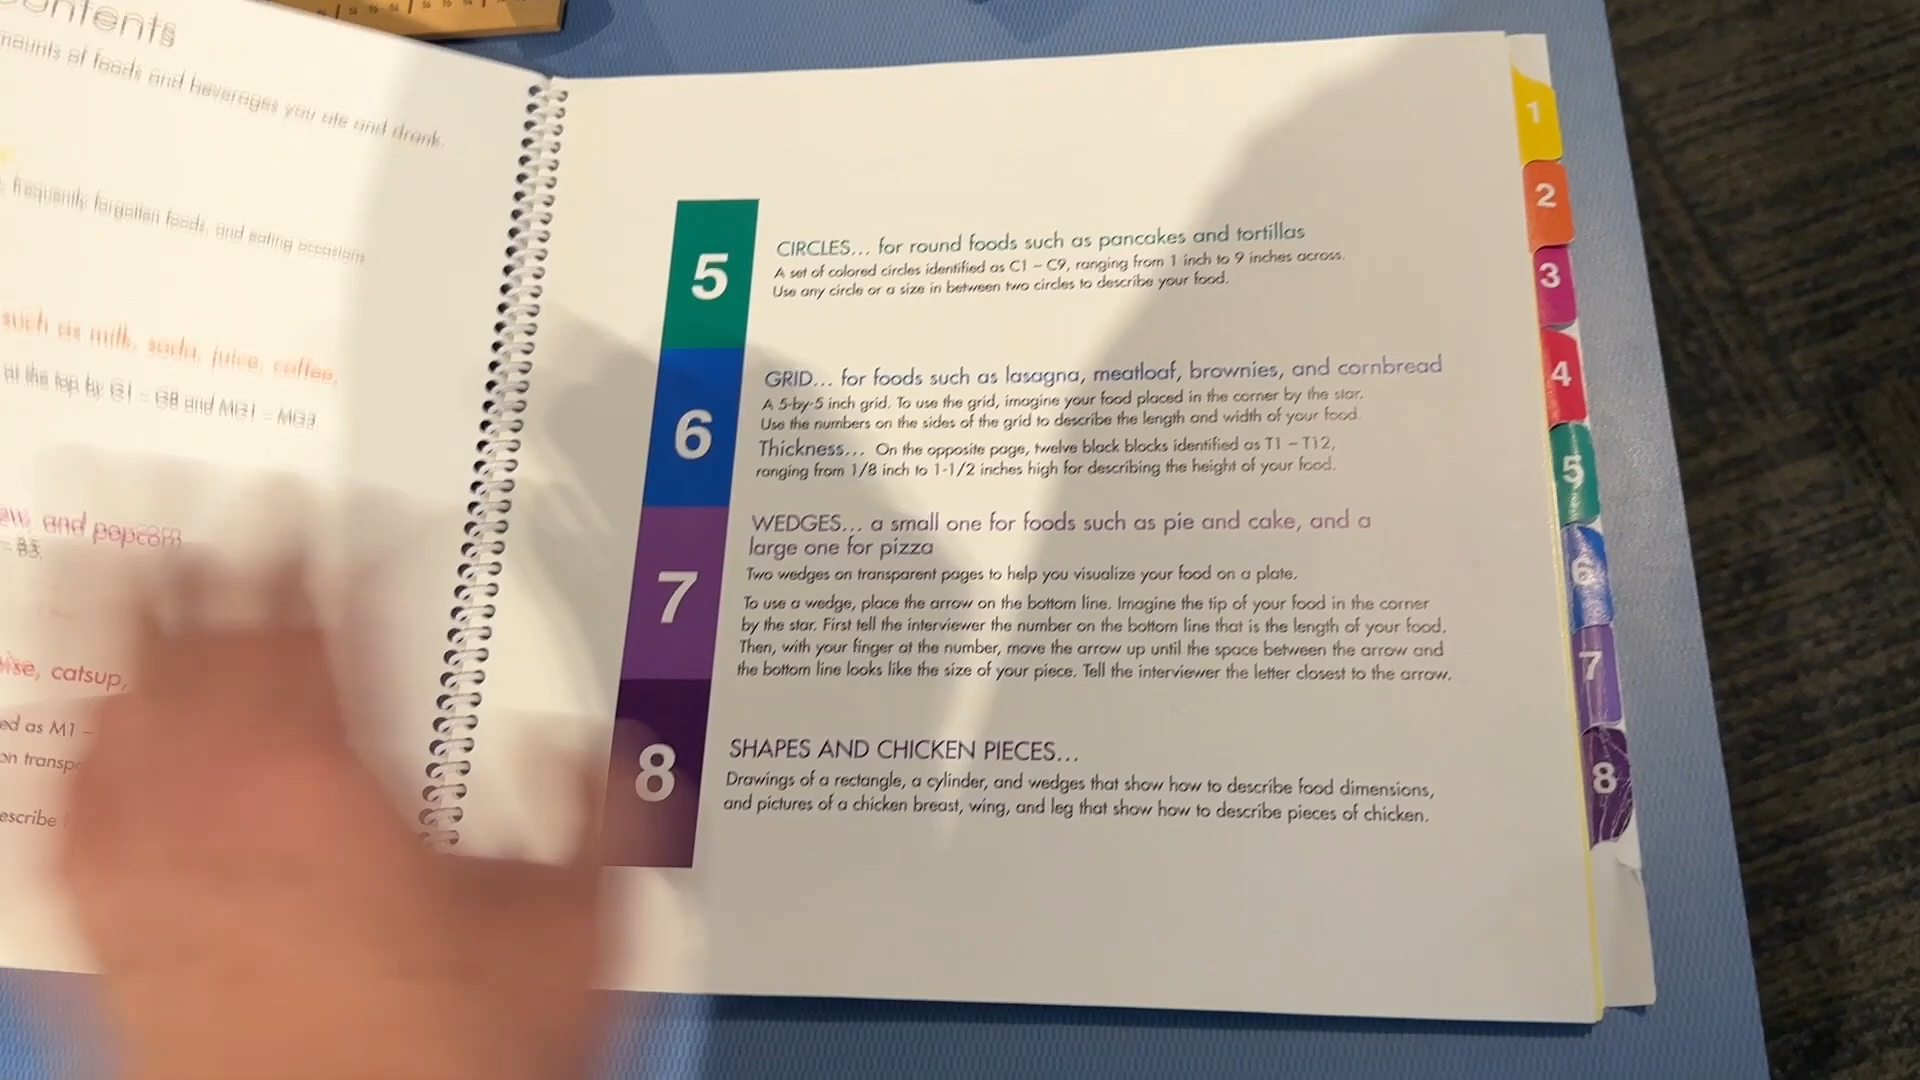 ontents
mounts of foods and beverages you ate and drank.
frequently forgotten foods, and eating occasions
such as milk, soda, juice, coffee,
at the top by G1 – G8 and MG1 – MG3
and popcorn
catsup,
ed as M1 –
on
escribe
5
CIRCLES... for round foods such as pancakes and tortillas
A set of colored circles identified as C1 – C9, ranging from 1 inch to 9 inches across.
Use any circle or a size in between two circles to describe your food.
6
GRID... for foods such as lasagna, meatloaf, brownies, and cornbread
A 5-by-5 inch grid. To use the grid, imagine your food placed in the corner by the star.
Use the numbers on the sides of the grid to describe the length and width of your food.
Thickness... On the opposite page, twelve black blocks identified as T1 – T12,
ranging from 1/8 inch to 1-1/2 inches high for describing the height of your food.
7
WEDGES... a small one for foods such as pie and cake, and a
large one for pizza
Two wedges on transparent pages to help you visualize your food on a plate.
To use a wedge, place the arrow on the bottom line. Imagine the tip of your food in the corner
by the star. First tell the interviewer the number on the bottom line that is the length of your food.
Then, with your finger at the number, move the arrow up until the space between the arrow and
the bottom line looks like the size of your piece. Tell the interviewer the letter closest to the arrow.
8
SHAPES AND CHICKEN PIECES...
Drawings of a rectangle, a cylinder, and wedges that show how to describe food dimensions,
and pictures of a chicken breast, wing, and leg that show how to describe pieces of chicken.
1
2
3
4
5
6
7
8